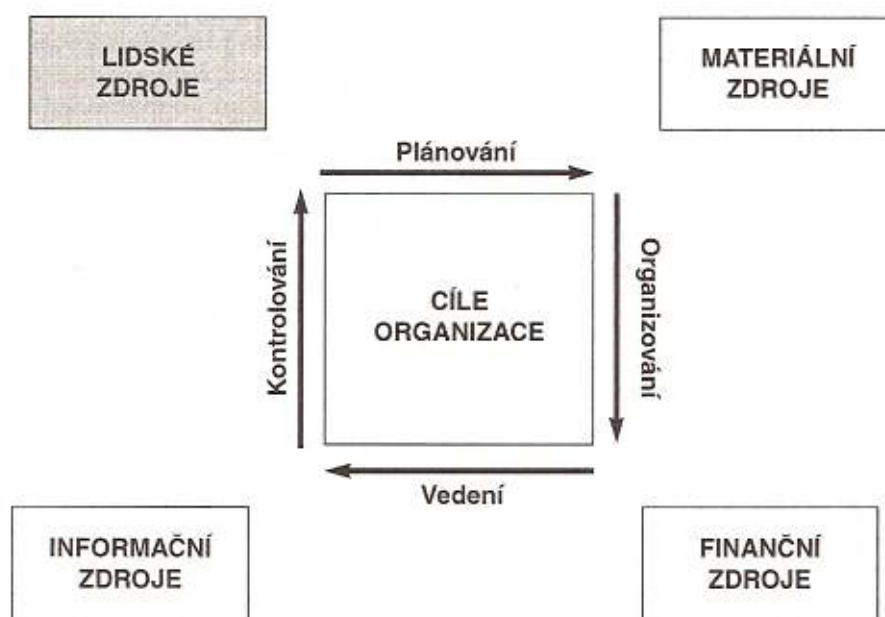 LIDSKÉ
ZDROJE
MATERIÁLNÍ
ZDROJE
Plánování
Kontrolování
CÍLE
ORGANIZACE
Organizování
Vedení
INFORMAČNÍ
ZDROJE
FINANČNÍ
ZDROJE